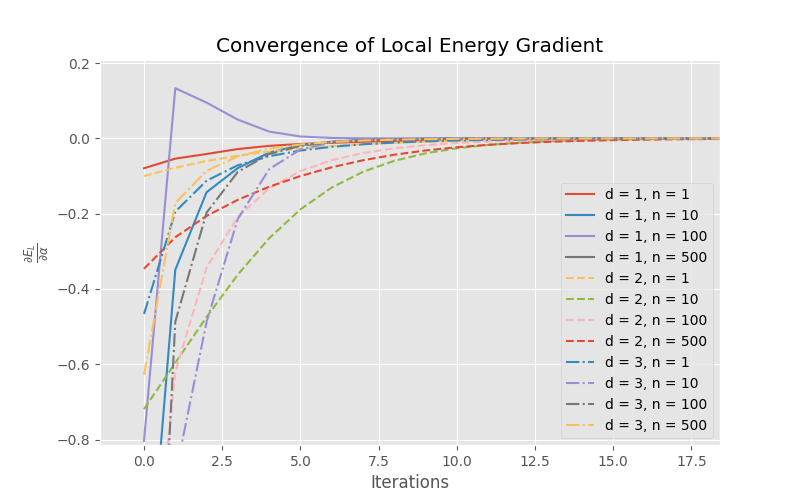 Convergence of Local Energy Gradient
0.2
0.0
−0.2
−0.4
−0.6
−0.8
0.0 2.5 5.0 7.5 10.0 12.5 15.0 17.5
Iterations
d = 1, n = 1
d = 1, n = 10
d = 1, n = 100
d = 1, n = 500
d = 2, n = 1
d = 2, n = 10
d = 2, n = 100
d = 2, n = 500
d = 3, n = 1
d = 3, n = 10
d = 3, n = 100
d = 3, n = 500